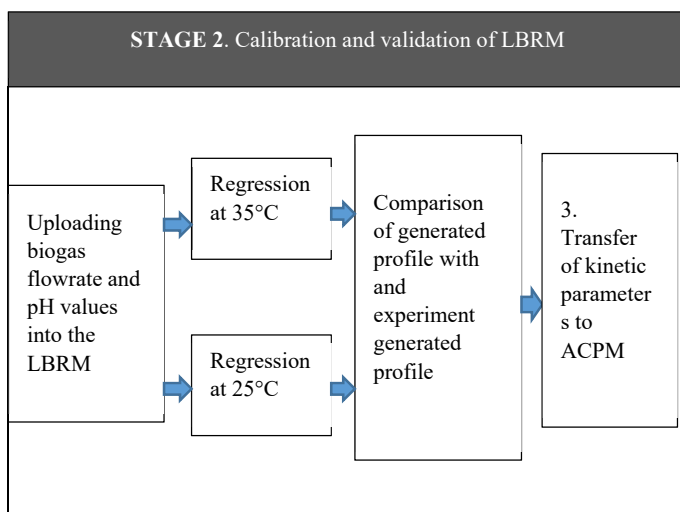 STAGE 2. Calibration and validation of LBRM
Uploading
biogas
flowrate and
pH values
into the
LBRM
Regression
at 35°C
Regression
at 25°C
Comparison
of generated
profile with
and
experiment
generated
profile
3.
Transfer
of kinetic
parameter
s to
ACPM